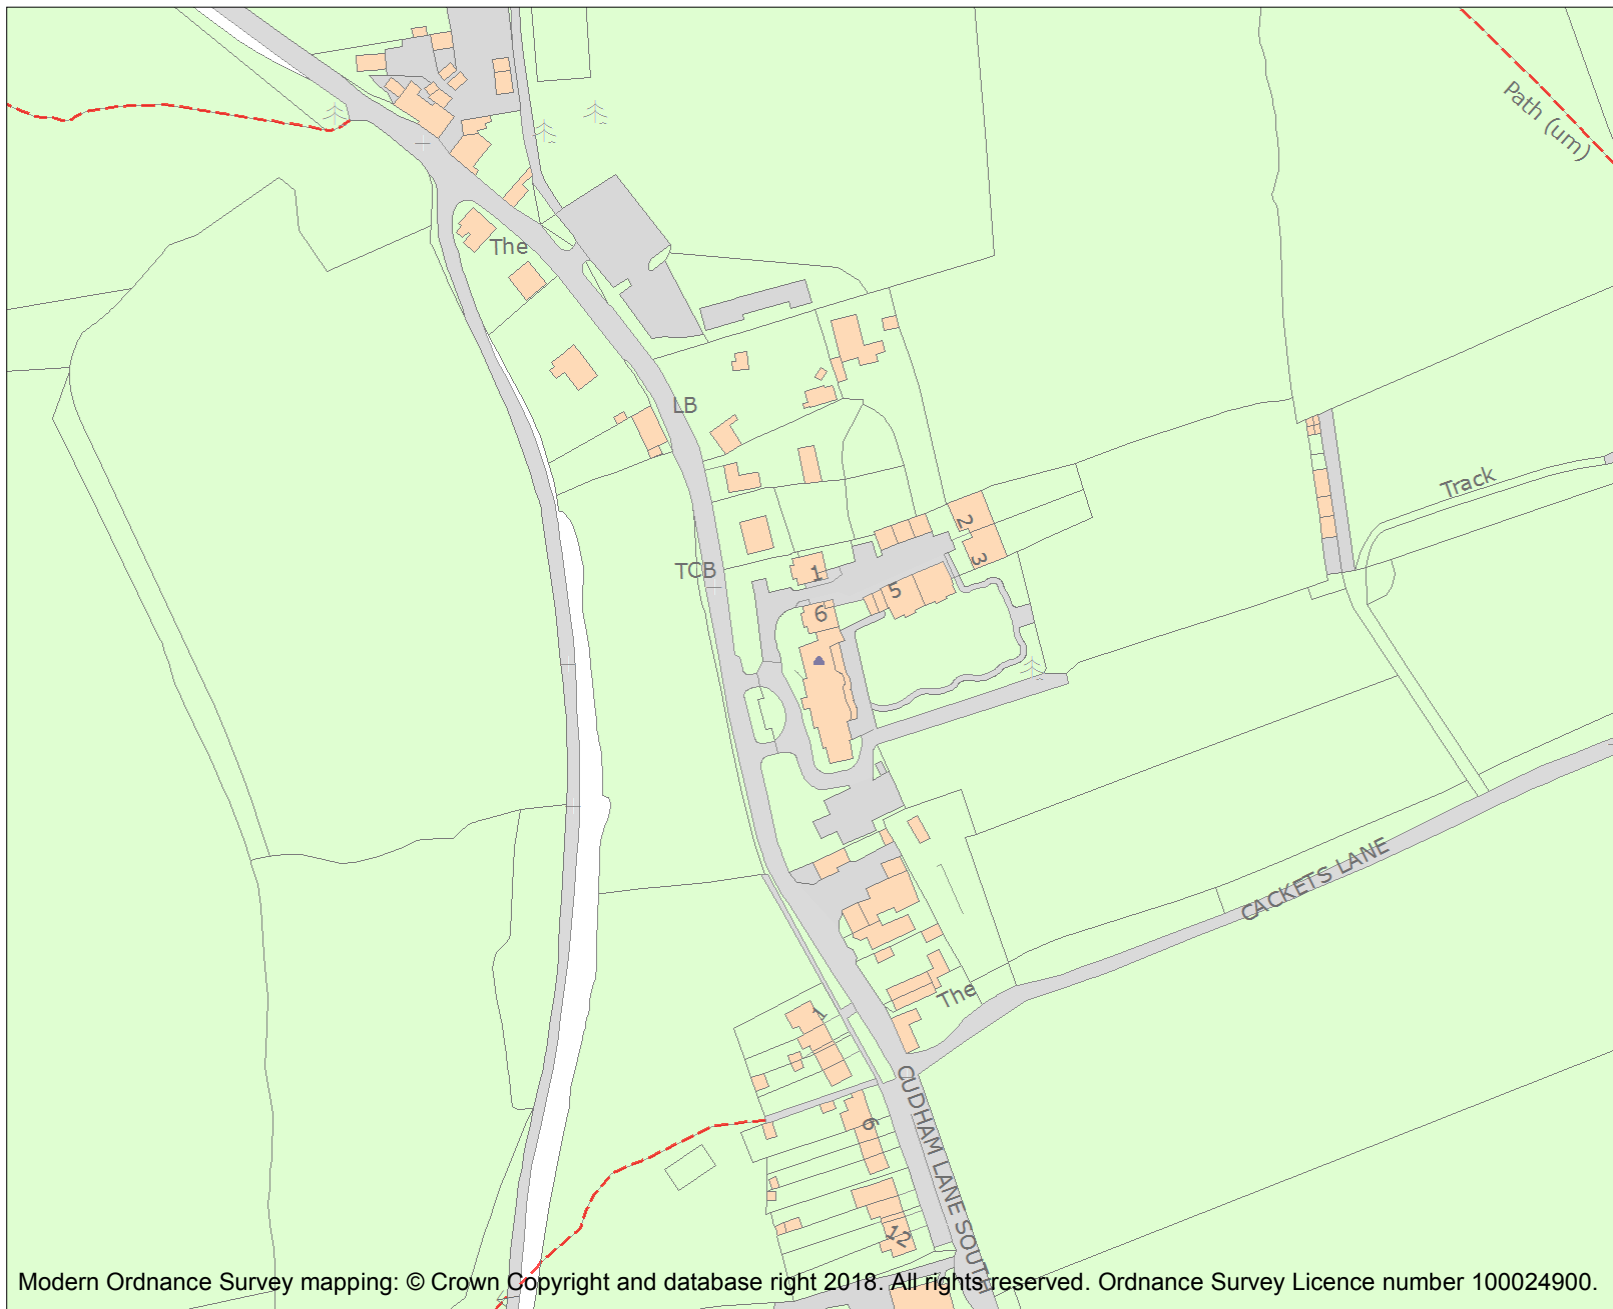 Path (um)
The
LB
Track
2
3
TCB
1
5
6
CACKETS LANE
The
1
CUDHAM LANE SOUTH
6
12
Modern Ordnance Survey mapping: © Crown Copyright and database right 2018. All rights reserved. Ordnance Survey Licence number 100024900.